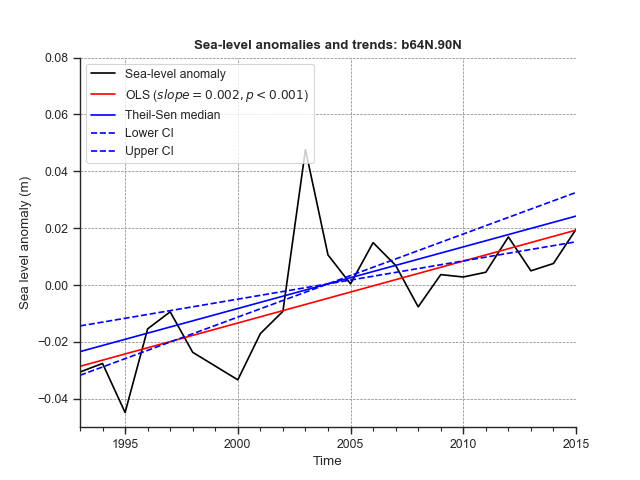 Sea-level anomalies and trends: b64N.90N
0.08
0.06
0.04
0.02
0.00
−0.02
−0.04
Sea level anomaly (m)
Sea-level anomaly
OLS (slope = 0.002, p < 0.001)
Theil-Sen median
Lower CI
Upper CI
1995
2000
2005
2010
2015
Time